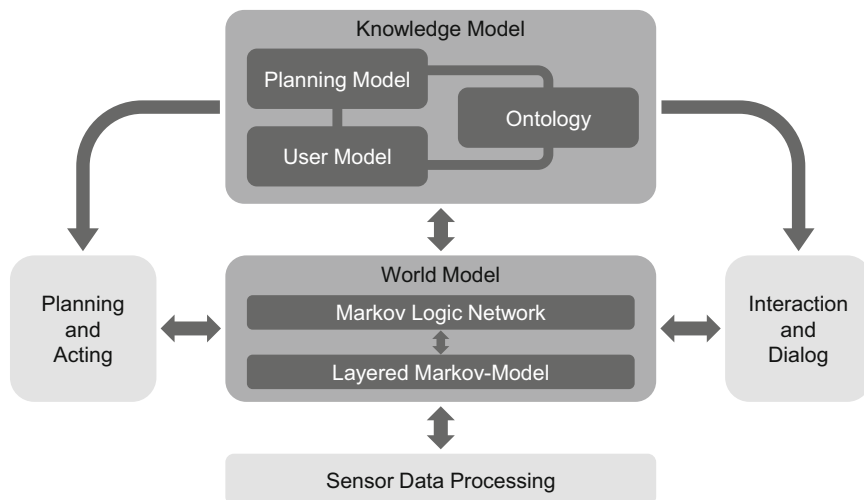 Knowledge Model
Planning Model
Ontology
User Model
World Model
Planning
and
Acting
Markov Logic Network
Layered Markov-Model
Interaction
and
Dialog
Sensor Data Processing